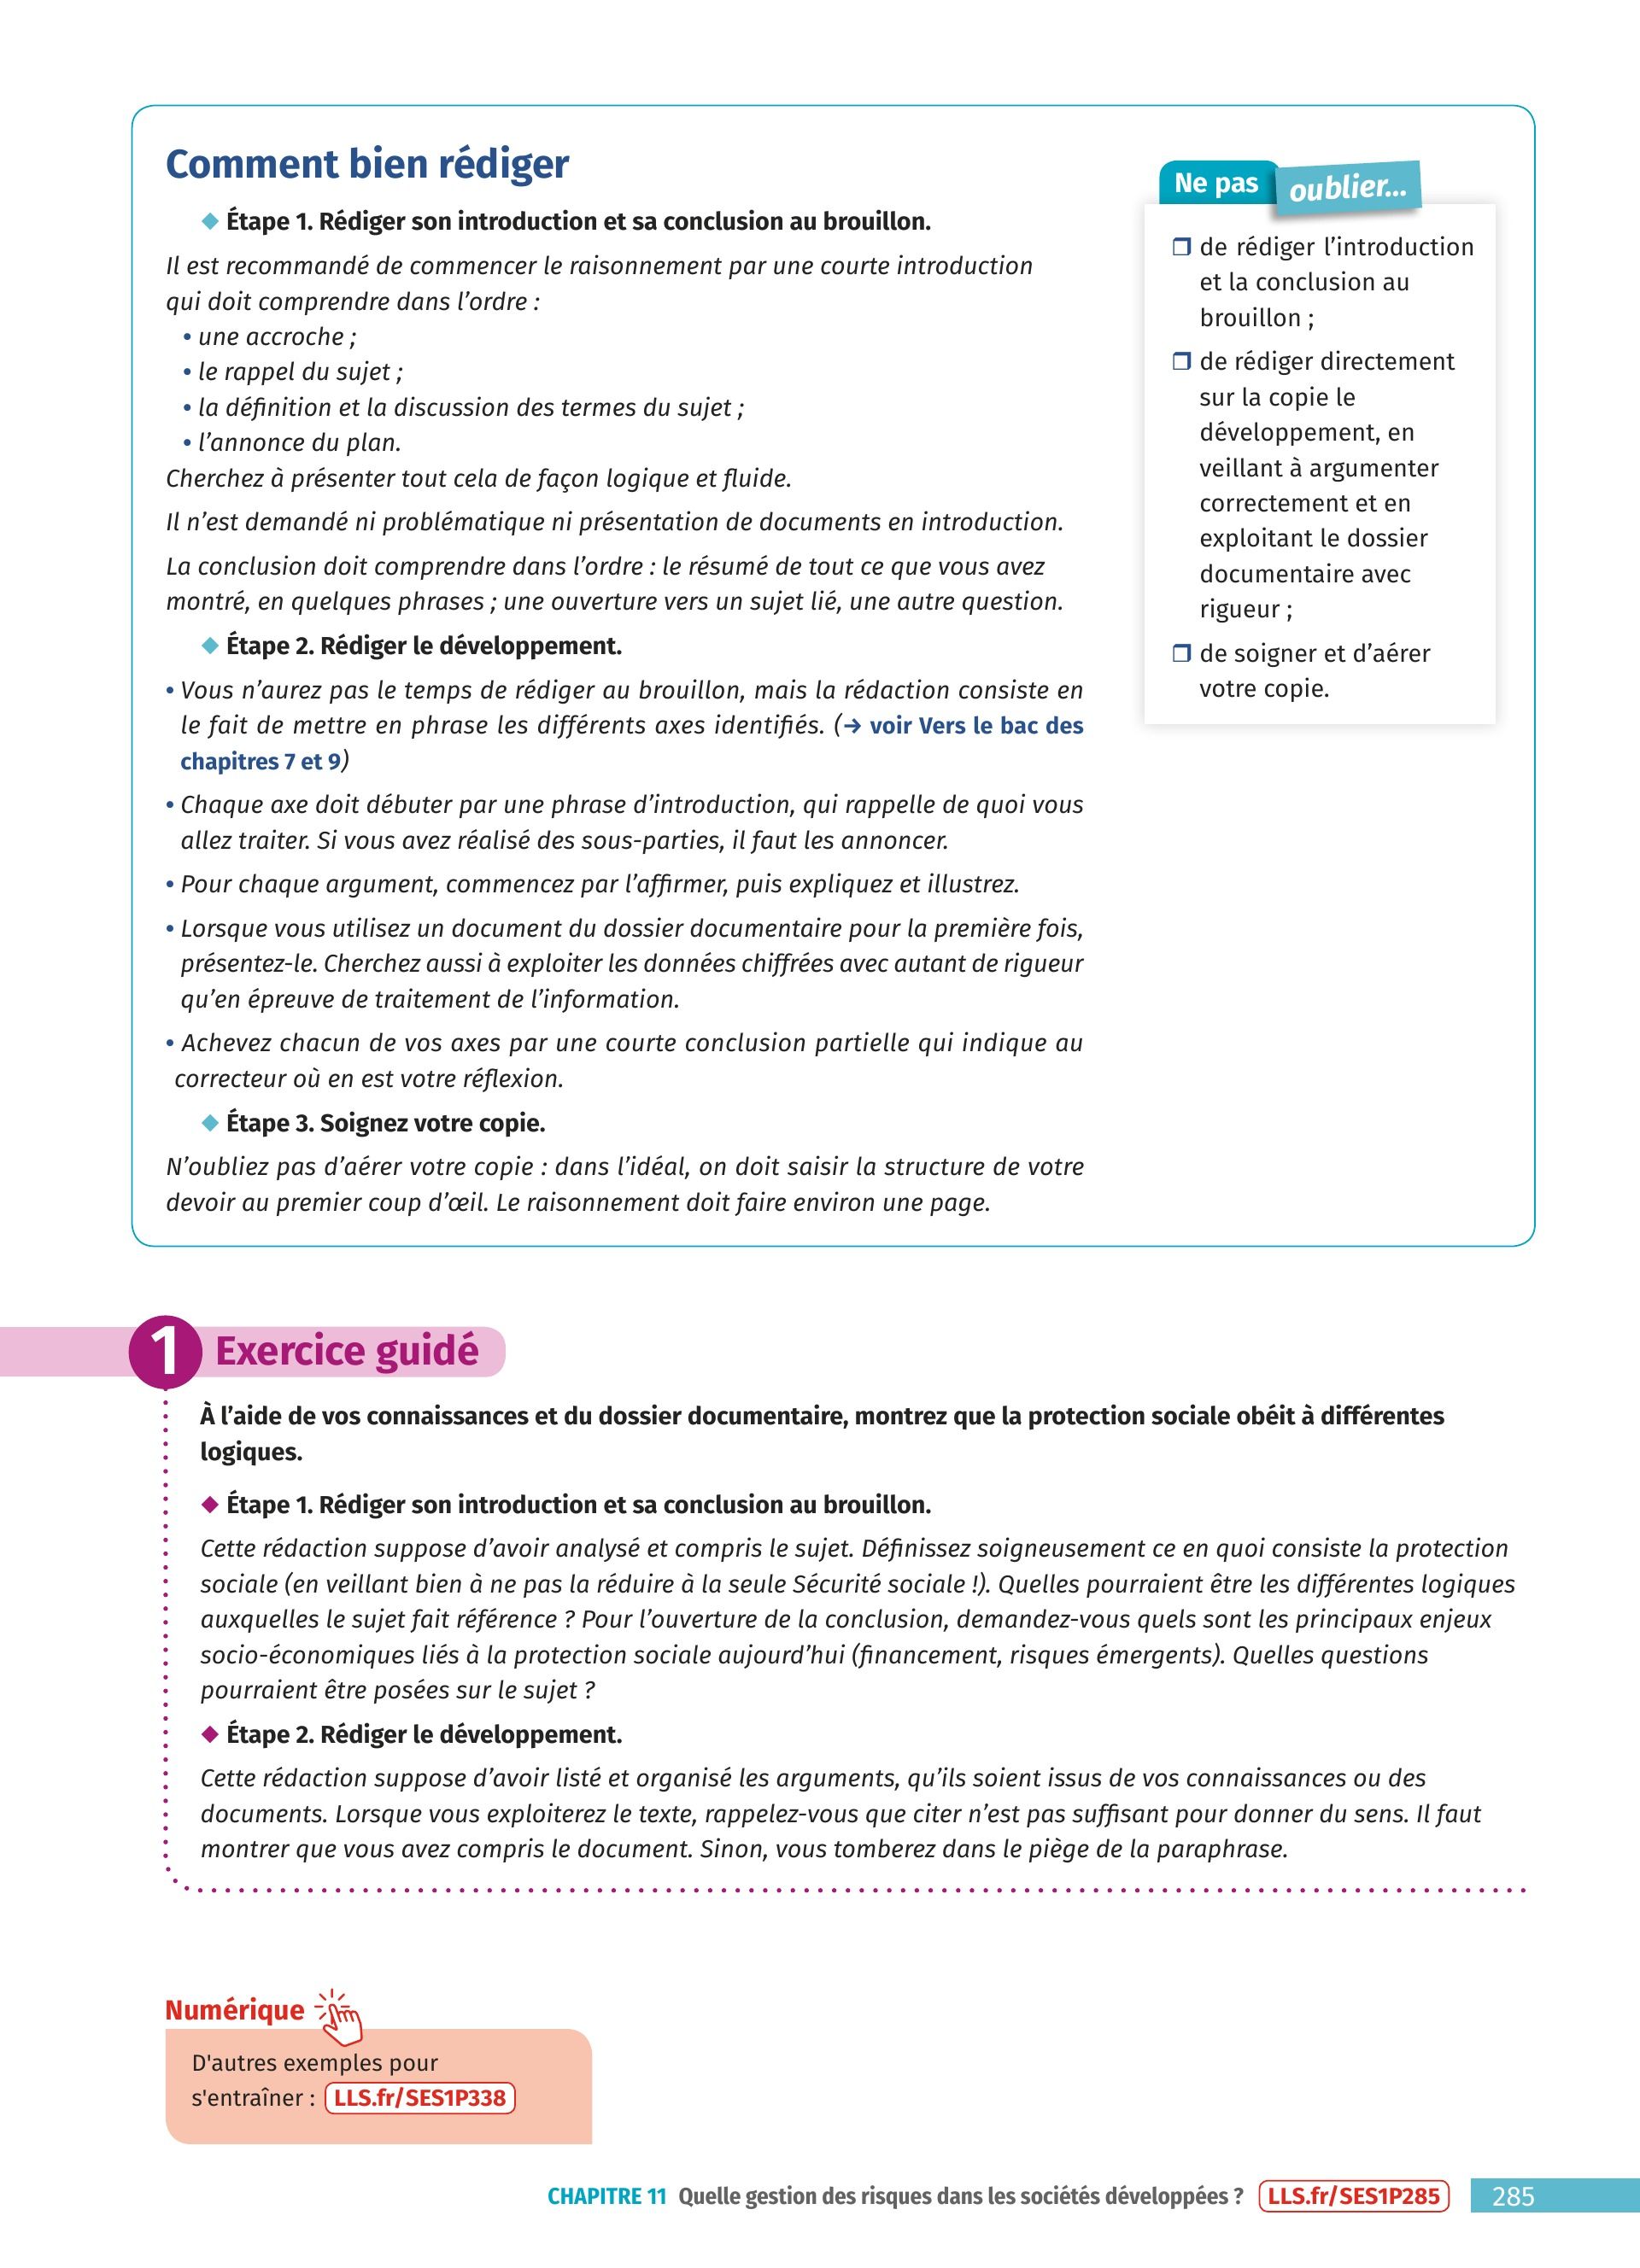 Comment bien rédiger
◆ Étape 1. Rédiger son introduction et sa conclusion au brouillon.
Il est recommandé de commencer le raisonnement par une courte introduction
qui doit comprendre dans l’ordre :
• une accroche ;
• le rappel du sujet ;
• la définition et la discussion des termes du sujet ;
• l’annonce du plan.
Cherchez à présenter tout cela de façon logique et fluide.
Il n’est demandé ni problématique ni présentation de documents en introduction.
La conclusion doit comprendre dans l’ordre : le résumé de tout ce que vous avez
montré, en quelques phrases ; une ouverture vers un sujet lié, une autre question.
◆ Étape 2. Rédiger le développement.
• Vous n’aurez pas le temps de rédiger au brouillon, mais la rédaction consiste en
le fait de mettre en phrase les différents axes identifiés. (→ voir Vers le bac des
chapitres 7 et 9)
• Chaque axe doit débuter par une phrase d’introduction, qui rappelle de quoi vous
allez traiter. Si vous avez réalisé des sous-parties, il faut les annoncer.
• Pour chaque argument, commencez par l’affirmer, puis expliquez et illustrez.
• Lorsque vous utilisez un document du dossier documentaire pour la première fois,
présentez-le. Cherchez aussi à exploiter les données chiffrées avec autant de rigueur
qu’en épreuve de traitement de l’information.
• Achevez chacun de vos axes par une courte conclusion partielle qui indique au
correcteur où en est votre réflexion.
◆ Étape 3. Soignez votre copie.
N’oubliez pas d’aérer votre copie : dans l’idéal, on doit saisir la structure de votre
devoir au premier coup d’œil. Le raisonnement doit faire environ une page.
Ne pas oublier...
❒ de rédiger l’introduction
et la conclusion au
brouillon ;
❒ de rédiger directement
sur la copie le
développement, en
veillant à argumenter
correctement et en
exploitant le dossier
documentaire avec
rigueur ;
❒ de soigner et d’aérer
votre copie.
1 Exercice guidé
À l’aide de vos connaissances et du dossier documentaire, montrez que la protection sociale obéit à différentes
logiques.
◆ Étape 1. Rédiger son introduction et sa conclusion au brouillon.
Cette rédaction suppose d’avoir analysé et compris le sujet. Définissez soigneusement ce en quoi consiste la protection
sociale (en veillant bien à ne pas la réduire à la seule Sécurité sociale !). Quelles pourraient être les différentes logiques
auxquelles le sujet fait référence ? Pour l’ouverture de la conclusion, demandez-vous quels sont les principaux enjeux
socio-économiques liés à la protection sociale aujourd’hui (financement, risques émergents). Quelles questions
pourraient être posées sur le sujet ?
◆ Étape 2. Rédiger le développement.
Cette rédaction suppose d’avoir listé et organisé les arguments, qu’ils soient issus de vos connaissances ou des
documents. Lorsque vous exploiterez le texte, rappelez-vous que citer n’est pas suffisant pour donner du sens. Il faut
montrer que vous avez compris le document. Sinon, vous tomberez dans le piège de la paraphrase.
Numérique
D'autres exemples pour
s'entraîner : LLS.fr/SES1P338
CHAPITRE 11 Quelle gestion des risques dans les sociétés développées ? LLS.fr/SES1P285 285